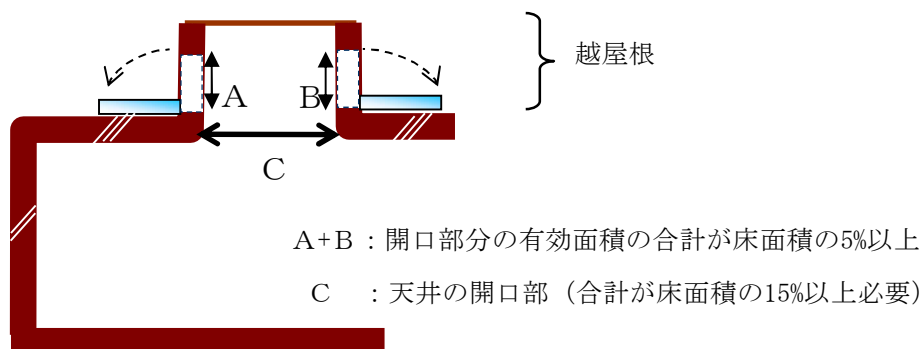 越屋根
A
B
C
A+B：開口部分の有効面積の合計が床面積の5%以上
C ：天井の開口部（合計が床面積の15%以上必要）